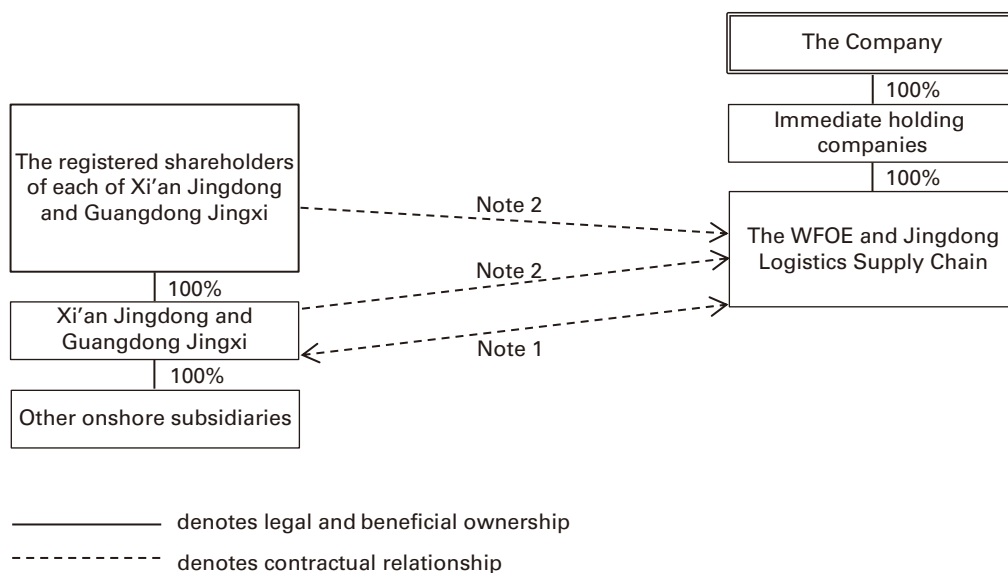 The Company
100%
Immediate holding
companies
100%
The WFOE and Jingdong
Logistics Supply Chain
The registered shareholders
of each of Xi’an Jingdong
and Guangdong Jingxi
100%
Xi’an Jingdong and
Guangdong Jingxi
100%
Other onshore subsidiaries
Note 2
Note 2
Note 1
denotes legal and beneficial ownership
denotes contractual relationship